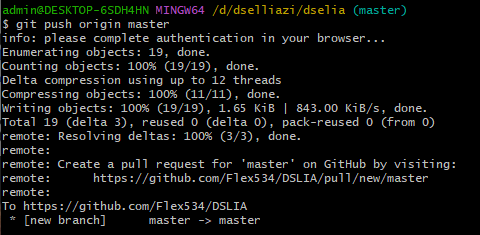 admin@DESKTOP-6SDH4HN MINGW64 /d/dselliazi/dselia (master)
$ git push origin master
info: please complete authentication in your browser...
Enumerating objects: 19, done.
Counting objects: 100% (19/19), done.
Delta compression using up to 12 threads
Compressing objects: 100% (11/11), done.
Writing objects: 100% (19/19), 1.65 KiB | 843.00 KiB/s, done.
Total 19 (delta 3), reused 0 (delta 0), pack-reused 0 (from 0)
remote: Resolving deltas: 100% (3/3), done.
remote:
remote: Create a pull request for 'master' on GitHub by visiting:
remote:      https://github.com/Flex534/DSLIA/pull/new/master
remote:
To https://github.com/Flex534/DSLIA
 * [new branch]      master -> master